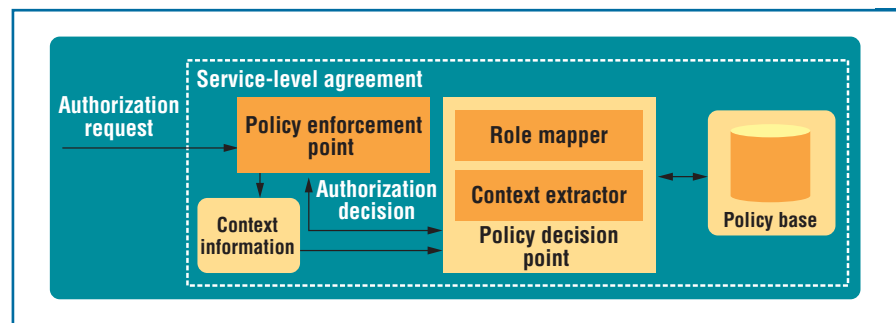 Service-level agreement
Authorization
request
Policy enforcement
point
Role mapper
Authorization
decision
Context extractor
Context
information
Policy decision
point
Policy base